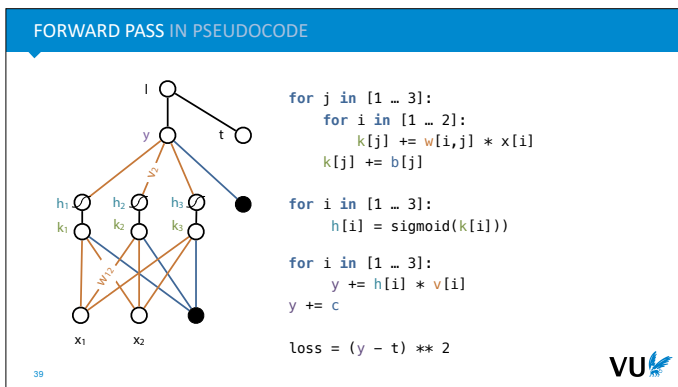 FORWARD PASS IN PSEUDOCODE
l
y
t
v2
h1
h2
h3
k1
k2
k3
w12
x1
x2
for j in [1 … 3]:
for i in [1 … 2]:
k[j] += w[i,j] * x[i]
k[j] += b[j]
for i in [1 … 3]:
h[i] = sigmoid(k[i]))
for i in [1 … 3]:
y += h[i] * v[i]
y += c
loss = (y − t) ** 2
39
VU